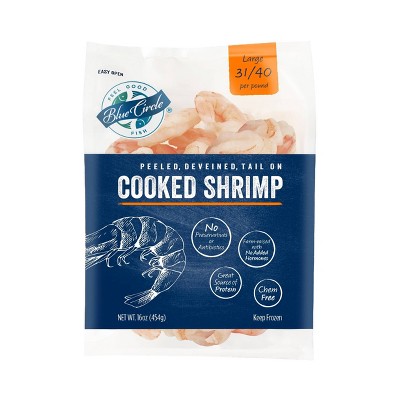 EASY OPEN
Large
31/40
per pound
FEEL GOOD
Blue Circle
FISH
PEELED, DEVEINED, TAIL ON
COOKED SHRIMP
No
Preservatives
or
Antibiotics
Farm-raised
with
No Added
Hormones
Great
Source of
Protein
Chem
Free
NET WT. 16oz (454g)
Keep Frozen